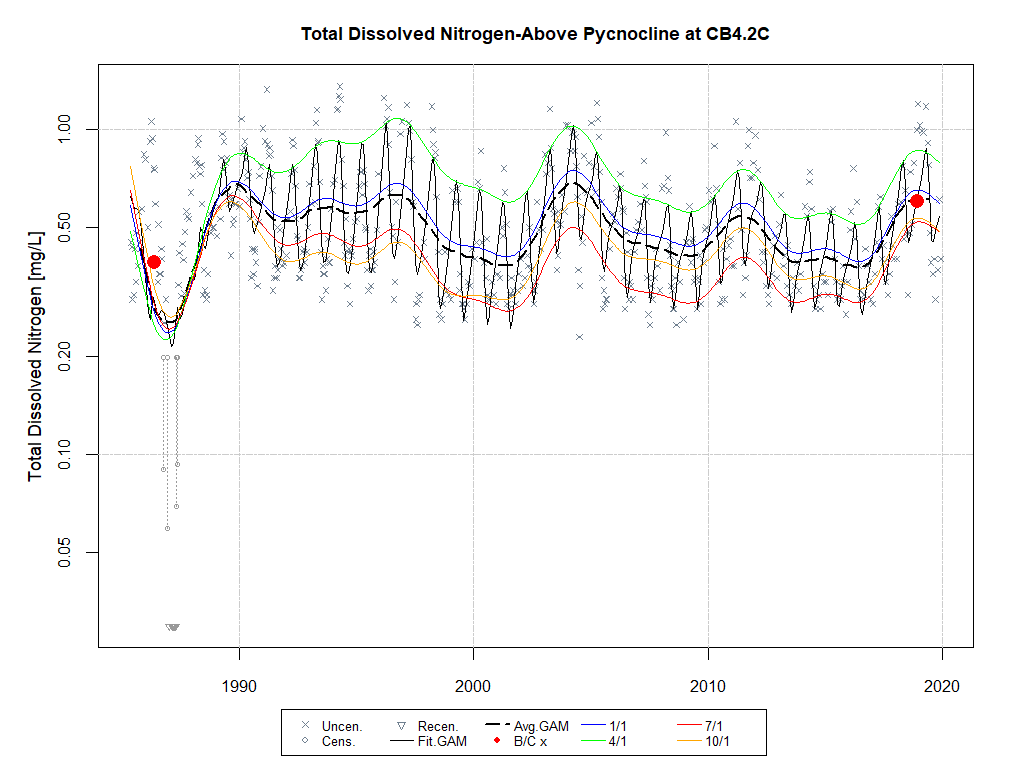 Total Dissolved Nitrogen-Above Pycnocline at CB4.2C
Total Dissolved Nitrogen [mg/L]
1.00
0.50
0.20
0.10
0.05
1990 2000 2010 2020
Uncen. Recen. Avg.GAM 1/1 7/1
Cens. Fit.GAM B/C x 4/1 10/1